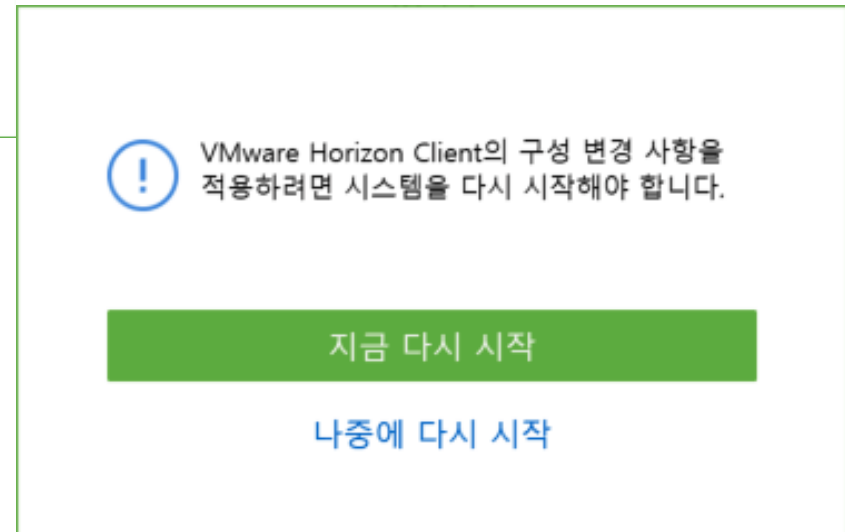 VMware Horizon Client의 구성 변경 사항을
적용하려면 시스템을 다시 시작해야 합니다.
지금 다시 시작
나중에 다시 시작